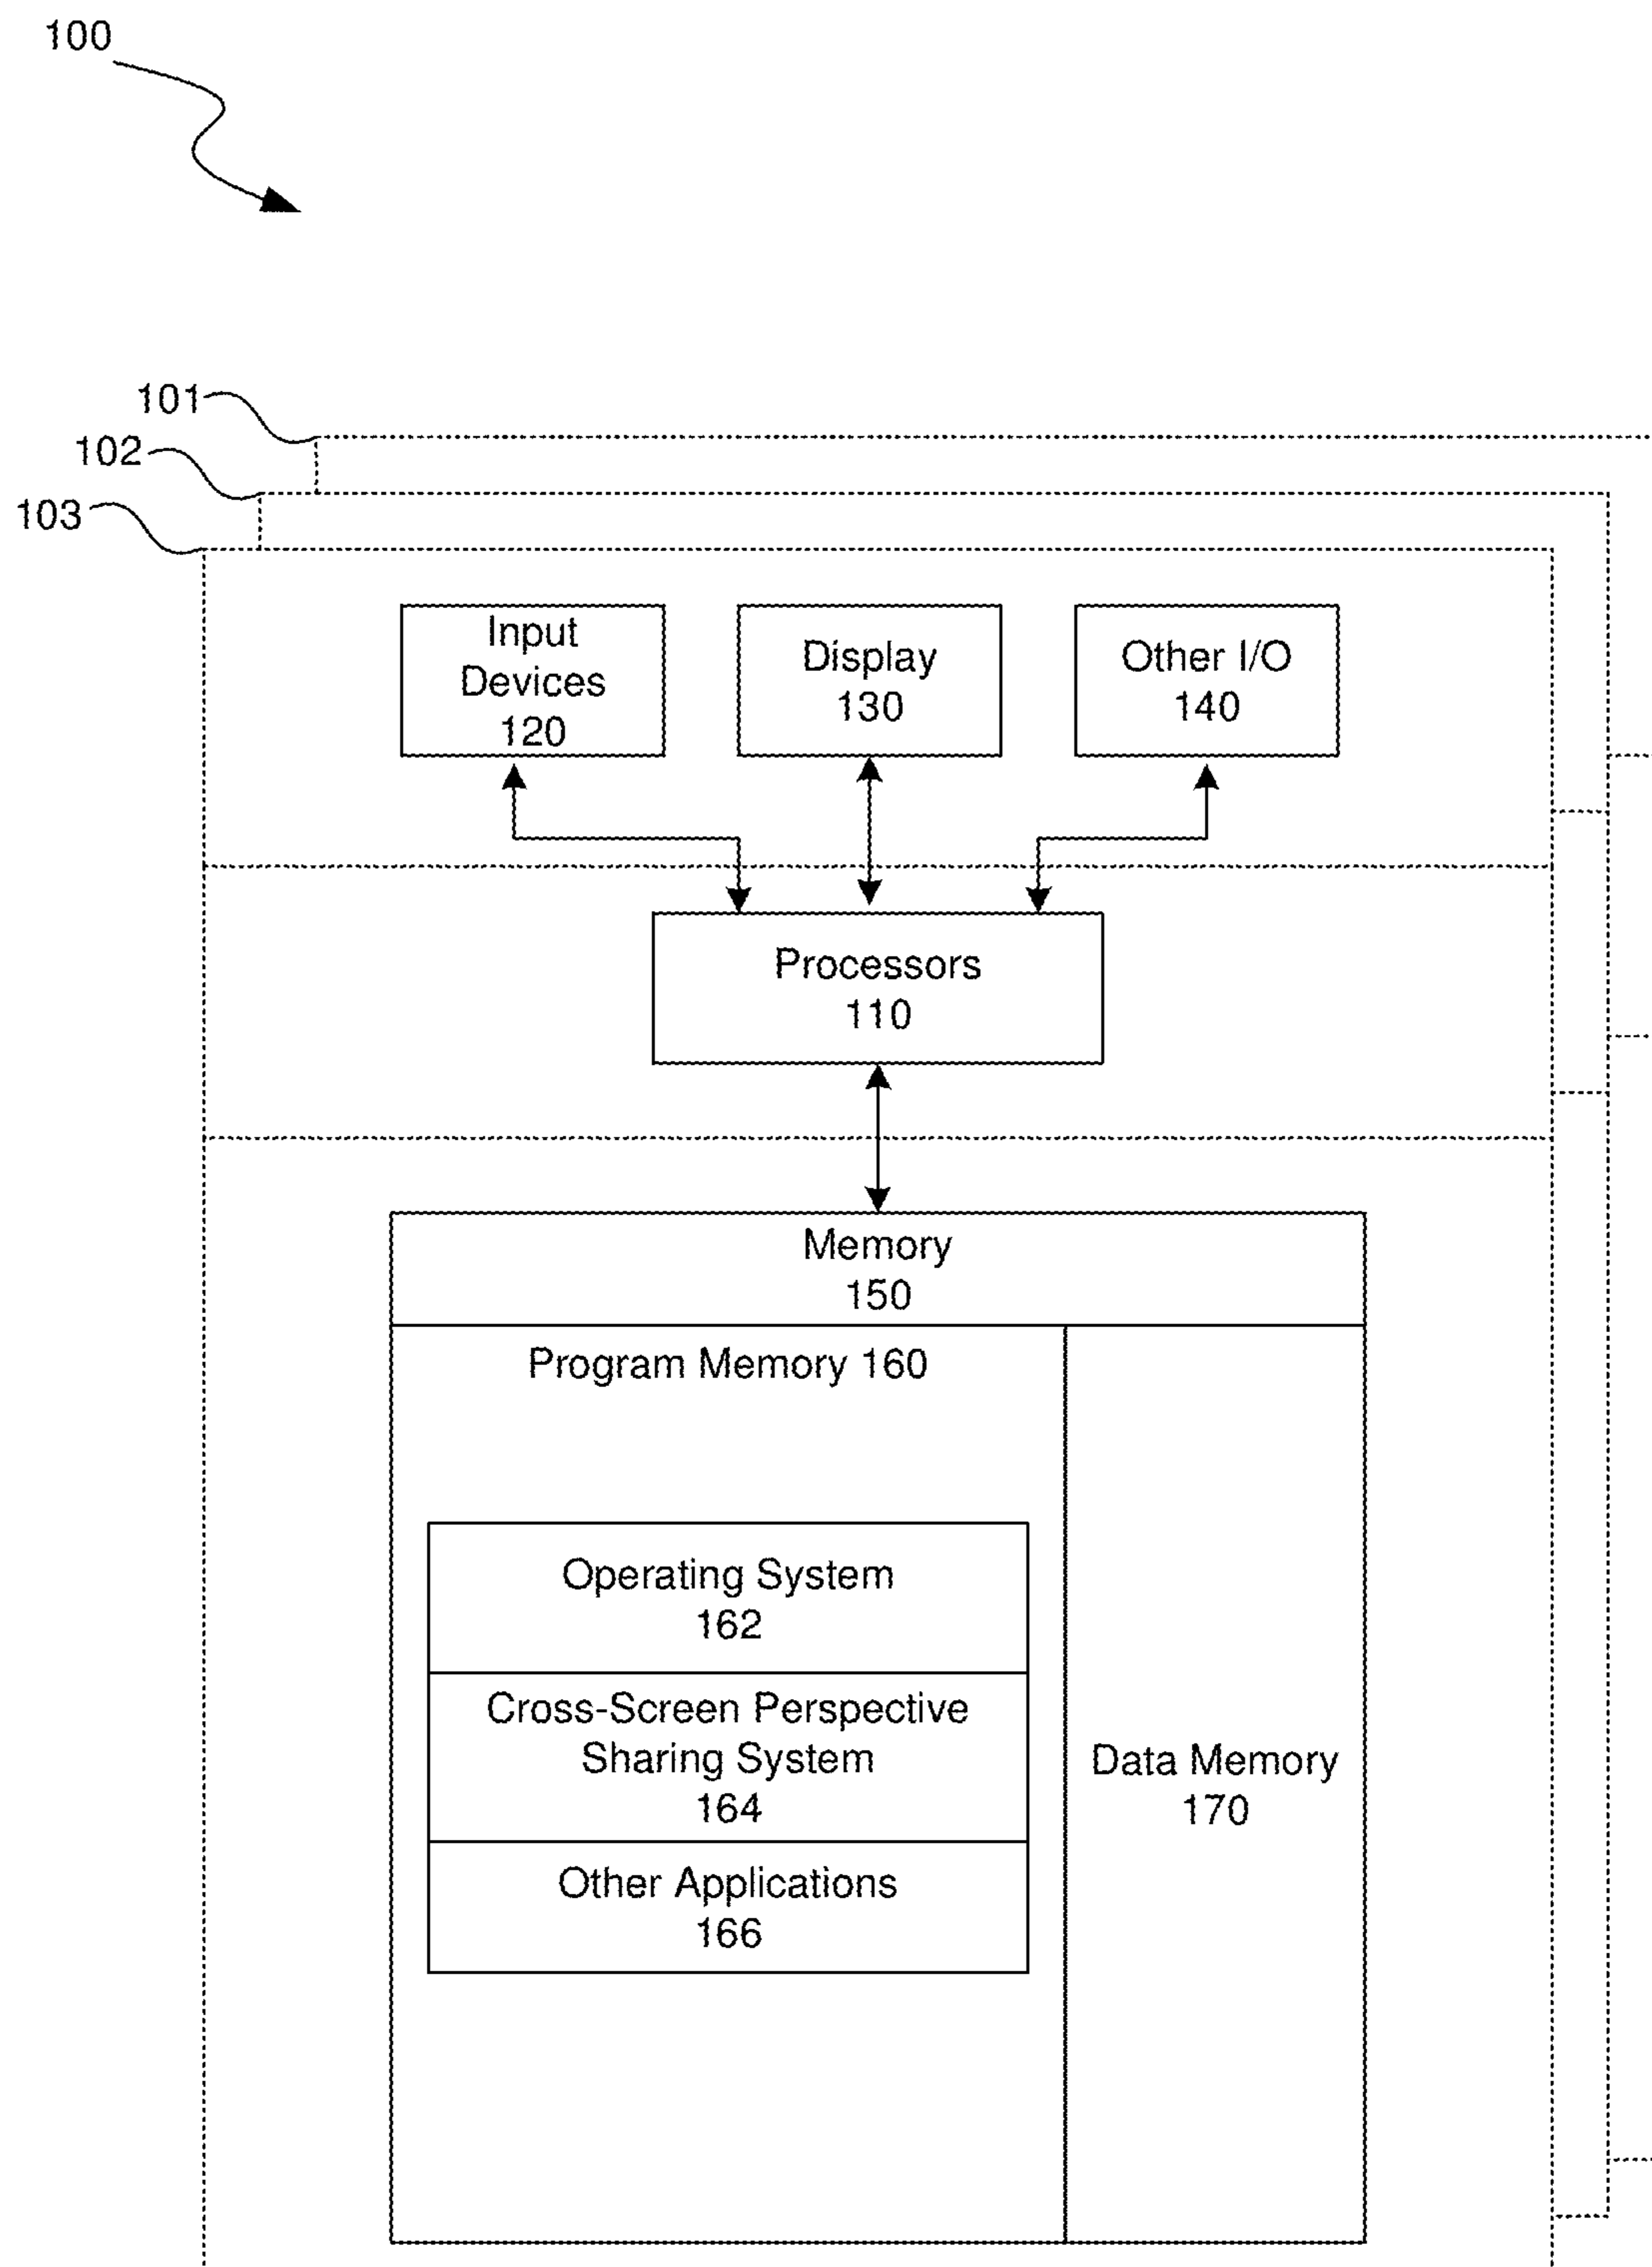 100
101
102
103
Input
Devices
120
Display
130
Other I/O
140
Processors
110
Memory
150
Program Memory 160
Operating System
162
Cross-Screen Perspective
Sharing System
164
Other Applications
166
Data Memory
170